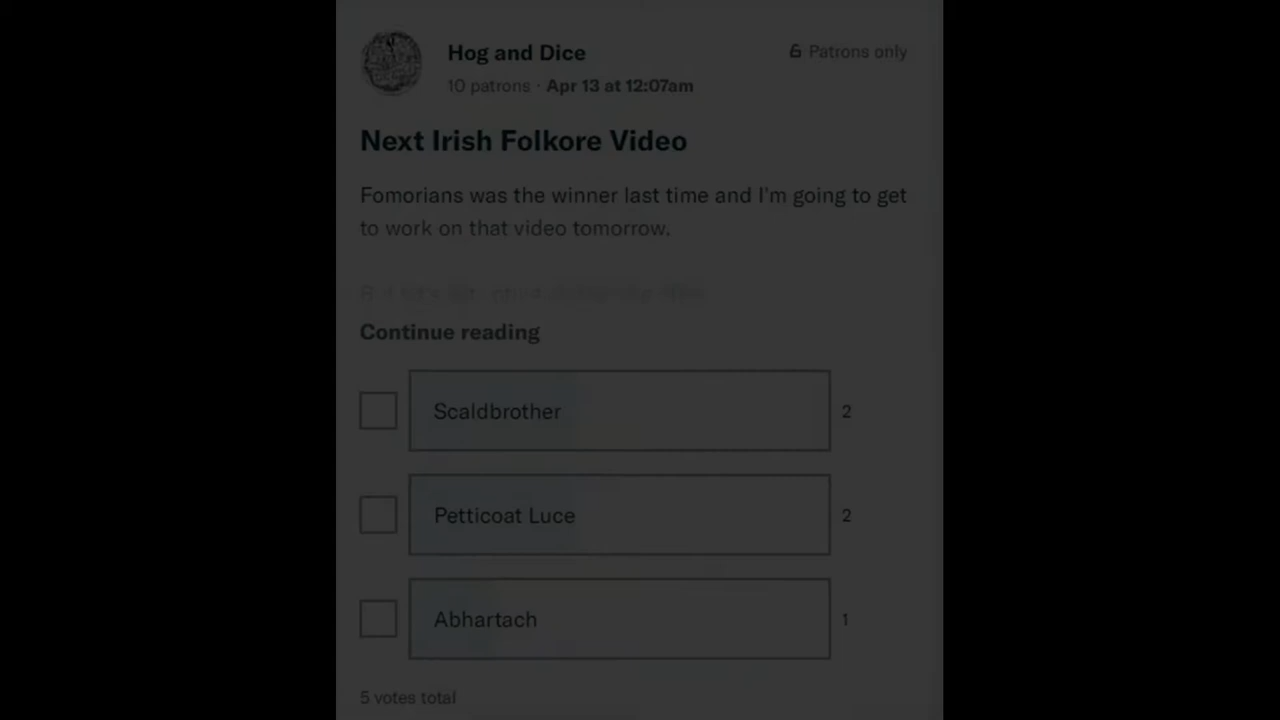 Hog and Dice
Patrons only
10 patrons · Apr 13 at 12:07am
Next Irish Folkore Video
Fomorians was the winner last time and I'm going to get
to work on that video tomorrow.
Continue reading
Scaldbrother
2
Petticoat Luce
2
Abhartach
1
5 votes total